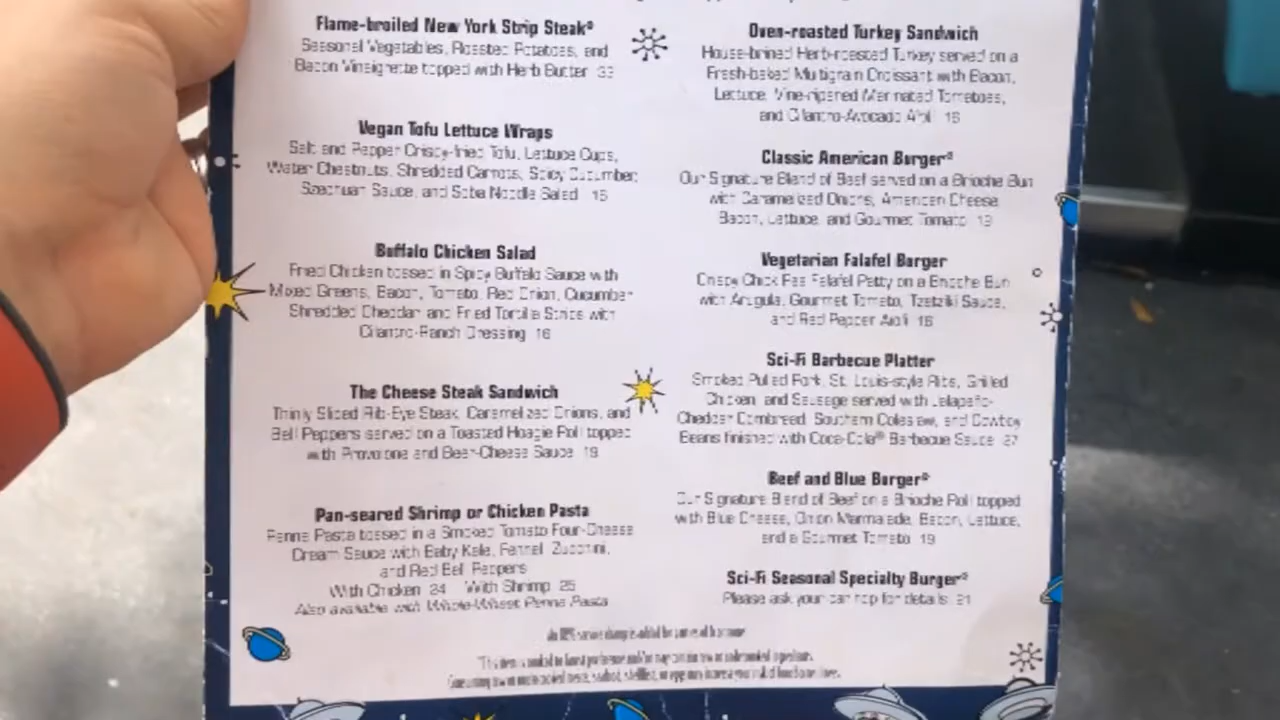 Flame-broiled New York Strip Steak*
Seasonal Vegetables, Roasted Potatoes, and
Bacon Vinaigrette topped with Herb Butter 33
Vegan Tofu Lettuce Wraps
Salt and Pepper Crispy-fried Tofu, Lettuce Cups,
Water Chestnuts, Shredded Carrots, Spicy Cucumber,
Szechuan Sauce, and Soba Noodle Salad 15
Buffalo Chicken Salad
Fried Chicken tossed in Spicy Buffalo Sauce with
Mixed Greens, Bacon, Tomato, Red Onion, Cucumber
Shredded Cheddar and Fried Tortilla Strips with
Cilantro-Ranch Dressing 16
The Cheese Steak Sandwich
Thinly Sliced Rib-Eye Steak, Caramelized Onions, and
Bell Peppers served on a Toasted Hoagie Roll topped
with Provolone and Beer-Cheese Sauce 19
Pan-seared Shrimp or Chicken Pasta
Penne Pasta tossed in a Smoked Tomato Four-Cheese
Cream Sauce with Baby Kale, Fennel, Zucchini,
and Red Bell Peppers
With Chicken 24 With Shrimp 25
Also available with Whole-Wheat Penne Pasta
Oven-roasted Turkey Sandwich
House-brined Herb-roasted Turkey served on a
Fresh-baked Multigrain Croissant with Bacon,
Lettuce, Vine-ripened Marinated Tomatoes,
and Cilantro-Avocado Aïoli 16
Classic American Burger*
Our Signature Blend of Beef served on a Brioche Bun
with Caramelized Onions, American Cheese,
Bacon, Lettuce, and Gourmet Tomato 19
Vegetarian Falafel Burger
Crispy Chick Pea Falafel Patty on a Brioche Bun
with Arugula, Gourmet Tomato, Tzatziki Sauce,
and Red Pepper Aïoli 16
Sci-Fi Barbecue Platter
Smoked Pulled Pork, St. Louis-style Ribs, Grilled
Chicken, and Sausage served with Jalapeño-
Cheddar Cornbread, Southern Coleslaw, and Cowboy
Beans finished with Coca-Cola® Barbecue Sauce 27
Beef and Blue Burger*
Our Signature Blend of Beef on a Brioche Roll topped
with Blue Cheese, Onion Marmalade, Bacon, Lettuce,
and a Gourmet Tomato 19
Sci-Fi Seasonal Specialty Burger*
Please ask your car hop for details. 21